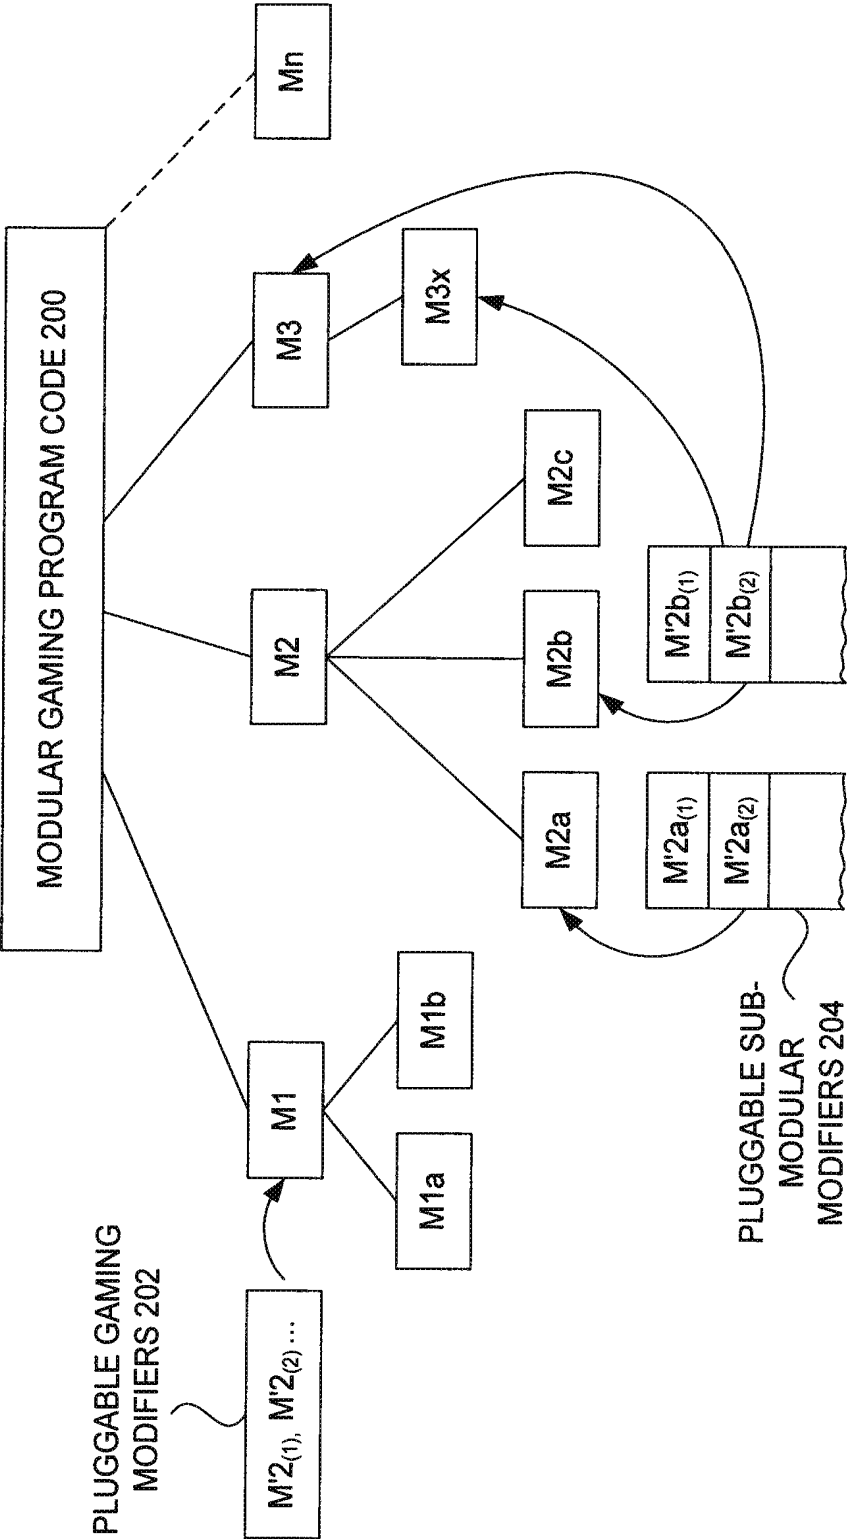 MODULAR GAMING PROGRAM CODE 200
Mn
M3
M2
M1
M3x
M1b
M1a
M2c
M2b
M2a
PLUGGABLE GAMING
MODIFIERS 202
M'2(1), M'2(2) ...
M'2a(1)
M'2a(2)
M'2b(1)
M'2b(2)
PLUGGABLE SUB-
MODULAR
MODIFIERS 204